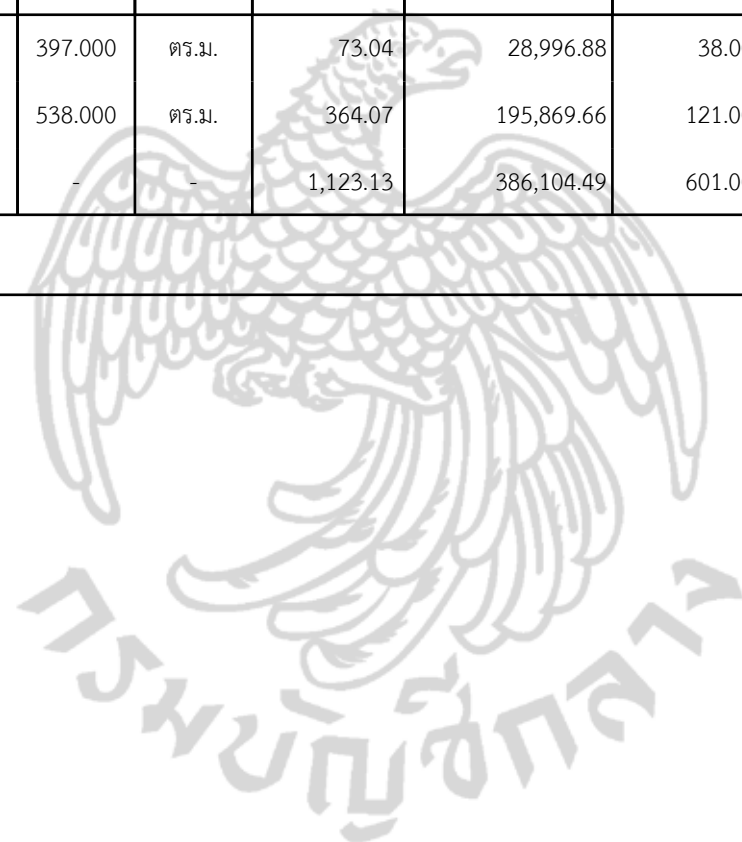 397.000 ตร.ม. 73.04 28,996.88 38.0
538.000 ตร.ม. 364.07 195,869.66 121.0
- - 1,123.13 386,104.49 601.0
กรมบัญชีกลาง